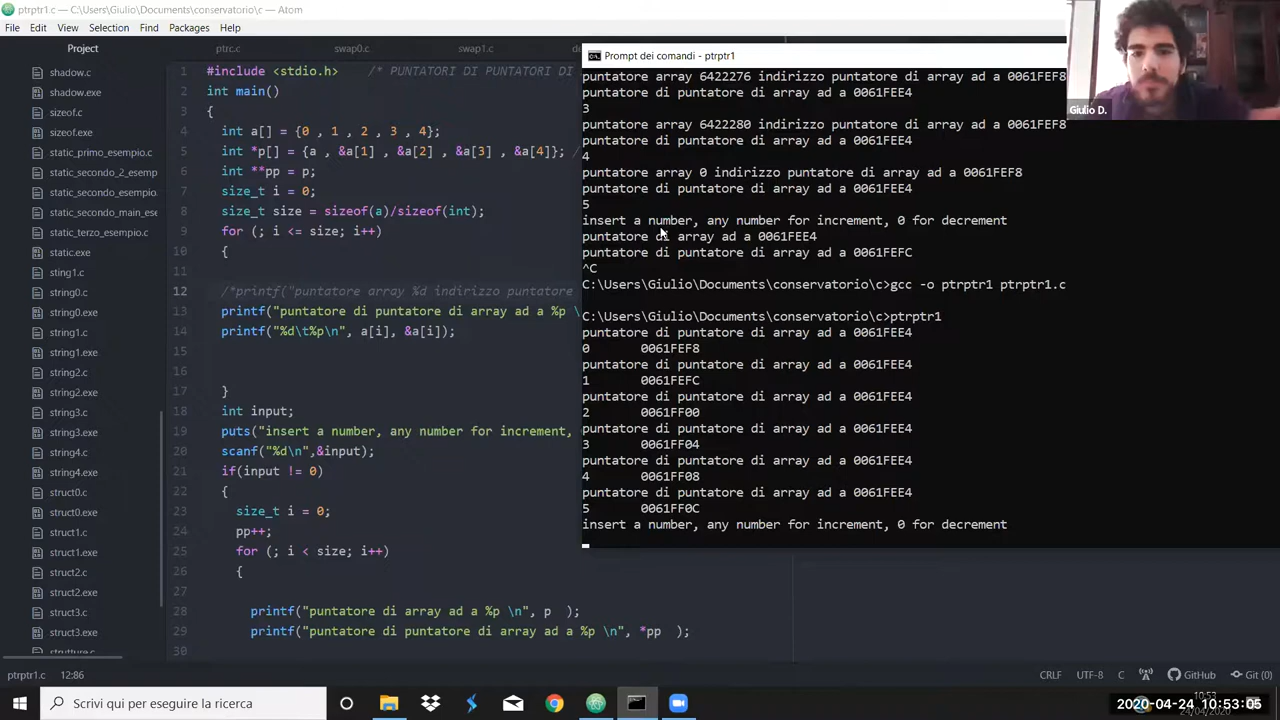 ptrptr1.c — C:\Users\Giulio\Documents\conservatorio\c — Atom
File Edit View Selection Find Packages Help
Project
shadow.c
shadow.exe
sizeof.c
sizeof.exe
static_primo_esempio.c
static_secondo_2_esemp
static_secondo_esempio
static_secondo_main_ese
static_terzo_esempio.c
static.exe
sting1.c
string0.c
string0.exe
string1.c
string1.exe
string2.c
string2.exe
string3.c
string3.exe
string4.c
string4.exe
struct0.c
struct0.exe
struct1.c
struct1.exe
struct2.c
struct2.exe
struct3.c
struct3.exe
strutture.c
ptrc.c swap0.c swap1.c
1 #include <stdio.h> /* PUNTATORI DI PUNTATORI DI
2 int main()
3 {
4 int a[] = {0 , 1 , 2 , 3 , 4};
5 int *p[] = {a , &a[1] , &a[2] , &a[3] , &a[4]}; /
6 int **pp = p;
7 size_t i = 0;
8 size_t size = sizeof(a)/sizeof(int);
9 for (; i <= size; i++)
10 {
11
12 /*printf("puntatore array %d indirizzo puntatore
13 printf("puntatore di puntatore di array ad a %p \
14 printf("%d\t%p\n", a[i], &a[i]);
15
16
17 }
18 int input;
19 puts("insert a number, any number for increment,
20 scanf("%d\n",&input);
21 if(input != 0)
22 {
23 size_t i = 0;
24 pp++;
25 for (; i < size; i++)
26 {
27
28 printf("puntatore di array ad a %p \n", p );
29 printf("puntatore di puntatore di array ad a %p \n", *pp );
30
Prompt dei comandi - ptrptr1
puntatore array 6422276 indirizzo puntatore di array ad a 0061FEF8
puntatore di puntatore di array ad a 0061FEE4
3
puntatore array 6422280 indirizzo puntatore di array ad a 0061FEF8
puntatore di puntatore di array ad a 0061FEE4
4
puntatore array 0 indirizzo puntatore di array ad a 0061FEF8
puntatore di puntatore di array ad a 0061FEE4
5
insert a number, any number for increment, 0 for decrement
puntatore di array ad a 0061FEE4
puntatore di puntatore di array ad a 0061FEFC
^C
C:\Users\Giulio\Documents\conservatorio\c>gcc -o ptrptr1 ptrptr1.c
C:\Users\Giulio\Documents\conservatorio\c>ptrptr1
puntatore di puntatore di array ad a 0061FEE4
0 0061FEF8
puntatore di puntatore di array ad a 0061FEE4
1 0061FEFC
puntatore di puntatore di array ad a 0061FEE4
2 0061FF00
puntatore di puntatore di array ad a 0061FEE4
3 0061FF04
puntatore di puntatore di array ad a 0061FEE4
4 0061FF08
puntatore di puntatore di array ad a 0061FEE4
5 0061FF0C
insert a number, any number for increment, 0 for decrement
Giulio D.
ptrptr1.c 12:86
CRLF UTF-8 C GitHub Git (0)
Scrivi qui per eseguire la ricerca
10:53
24/04/2020
2020-04-24 10:53:05